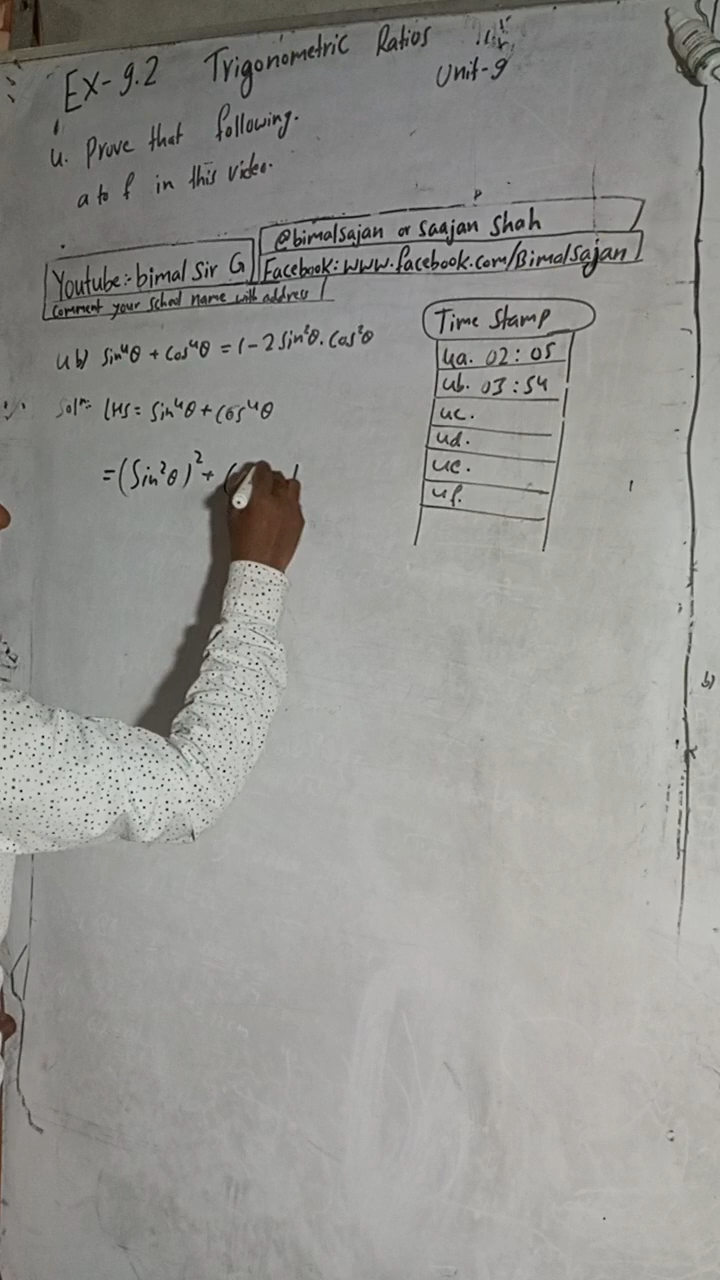 Ex-9.2 Trigonometric Ratios
Unit-9
4. Prove that following.
a to f in this video.
@bimalsajan or Saajan Shah
Youtube:- bimal Sir G
Facebook: www.facebook.com/Bimalsajan
Comment your school name with address
4 b) Sin⁴θ + Cos⁴θ = 1-2 Sin²θ. Cos²θ
Solⁿ: LHS = Sin⁴θ + Cos⁴θ
= (Sin²θ)² + (
Time Stamp
4a. 02:05
4b. 03:54
4c.
4d.
4e.
4f.
b)